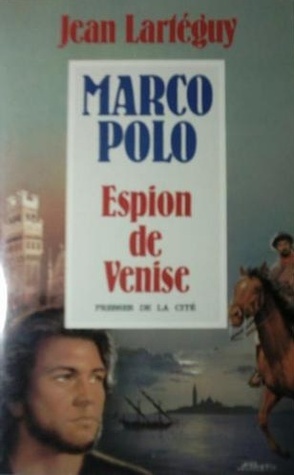 Jean Lartéguy
MARCO
POLO
Espion
de
Venise
PRESSES DE LA CITÉ